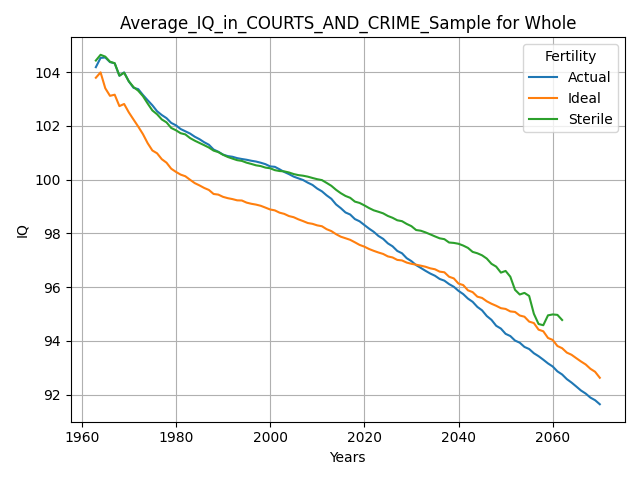 Average_IQ_in_COURTS_AND_CRIME_Sample for Whole
Fertility
Actual
Ideal
Sterile
IQ
104
102
100
98
96
94
92
1960
1980
2000
2020
2040
2060
Years